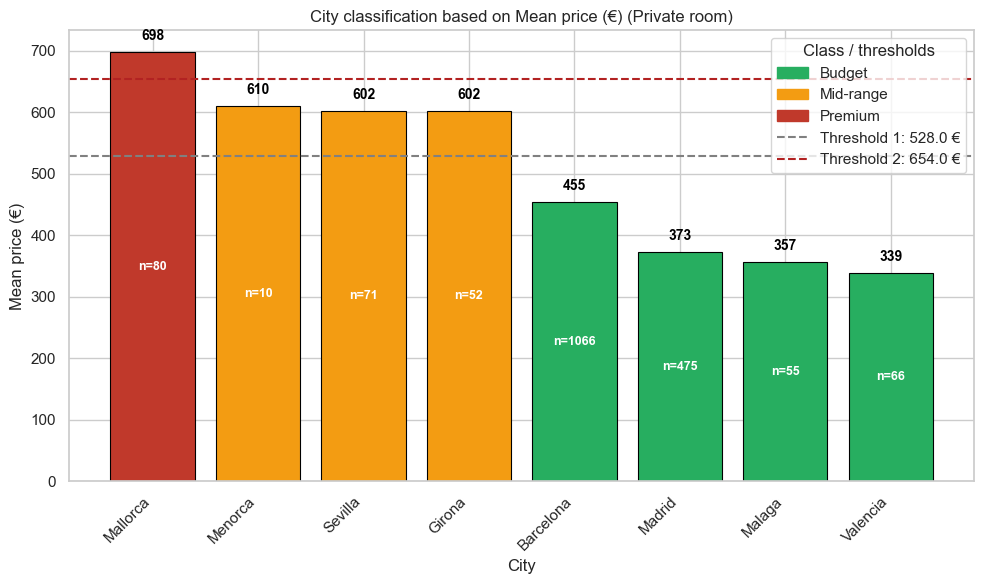 City classification based on Mean price (€) (Private room)
Class / thresholds
Budget
Mid-range
Premium
Threshold 1: 528.0 €
Threshold 2: 654.0 €
Mean price (€)
700
600
500
400
300
200
100
0
698
610
602
602
455
373
357
339
n=80
n=10
n=71
n=52
n=1066
n=475
n=55
n=66
Mallorca
Menorca
Sevilla
Girona
Barcelona
Madrid
Malaga
Valencia
City